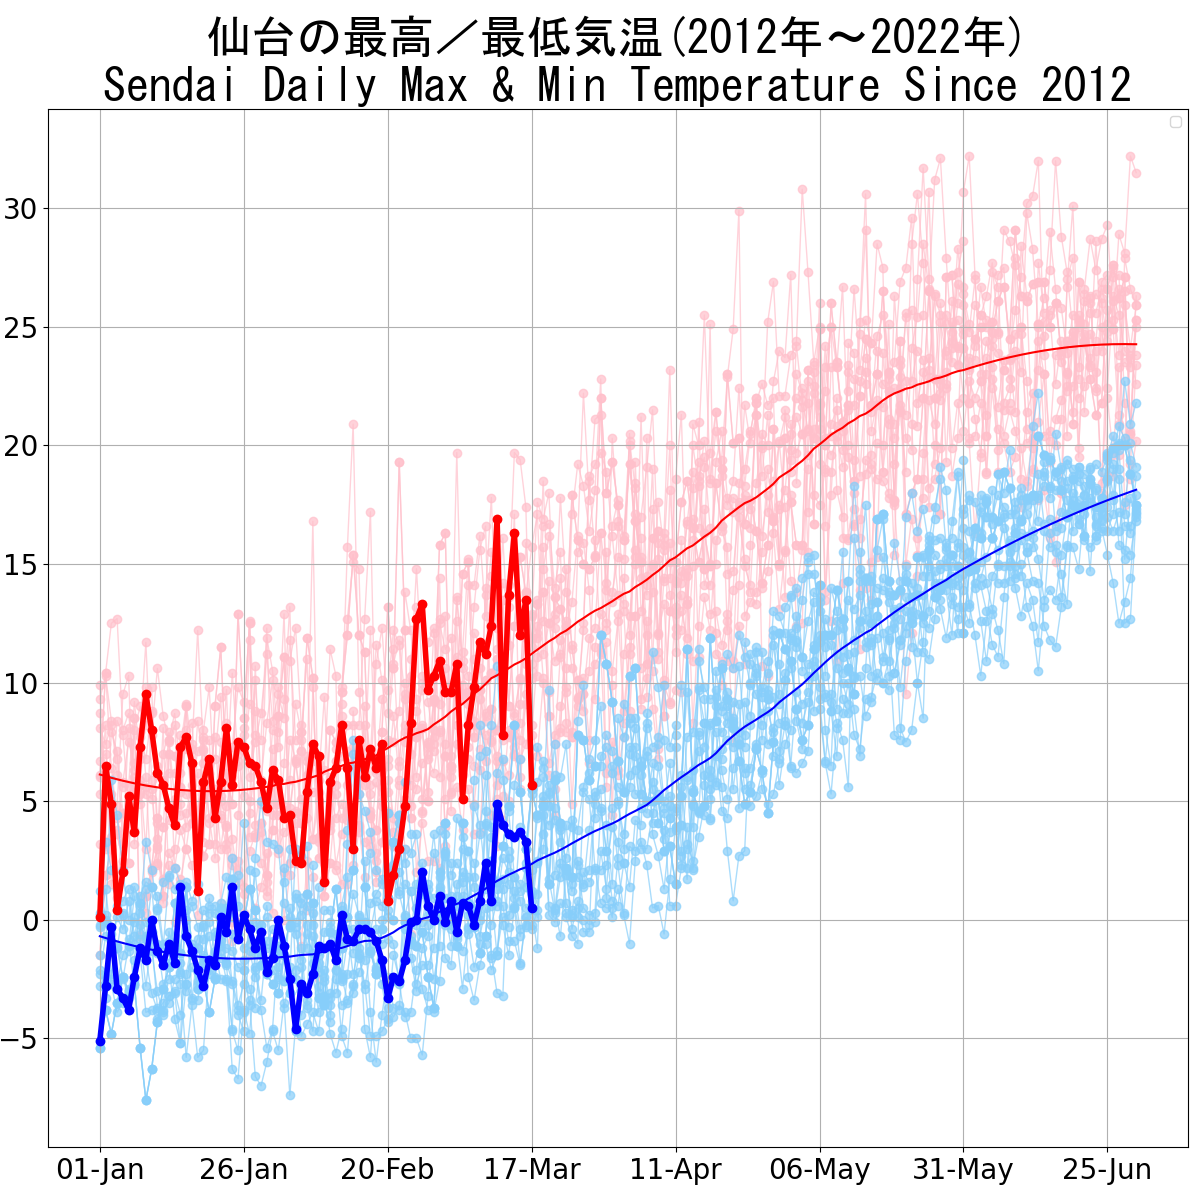 仙台の最高／最低気温(2012年～2022年)
Sendai Daily Max & Min Temperature Since 2012
30
25
20
15
10
5
0
−5
01-Jan 26-Jan 20-Feb 17-Mar 11-Apr 06-May 31-May 25-Jun